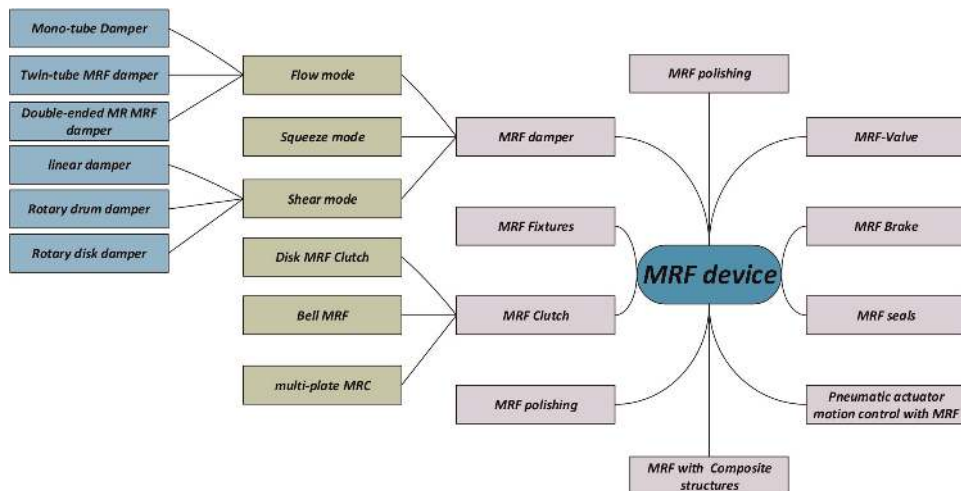 Mono-tube Damper
Twin-tube MRF damper
Double-ended MR MRF
damper
linear damper
Rotary drum damper
Rotary disk damper
Flow mode
Squeeze mode
Shear mode
Disk MRF Clutch
Bell MRF
multi-plate MRC
MRF damper
MRF Fixtures
MRF Clutch
MRF polishing
MRF polishing
MRF device
MRF with Composite
structures
MRF-Valve
MRF Brake
MRF seals
Pneumatic actuator
motion control with MRF